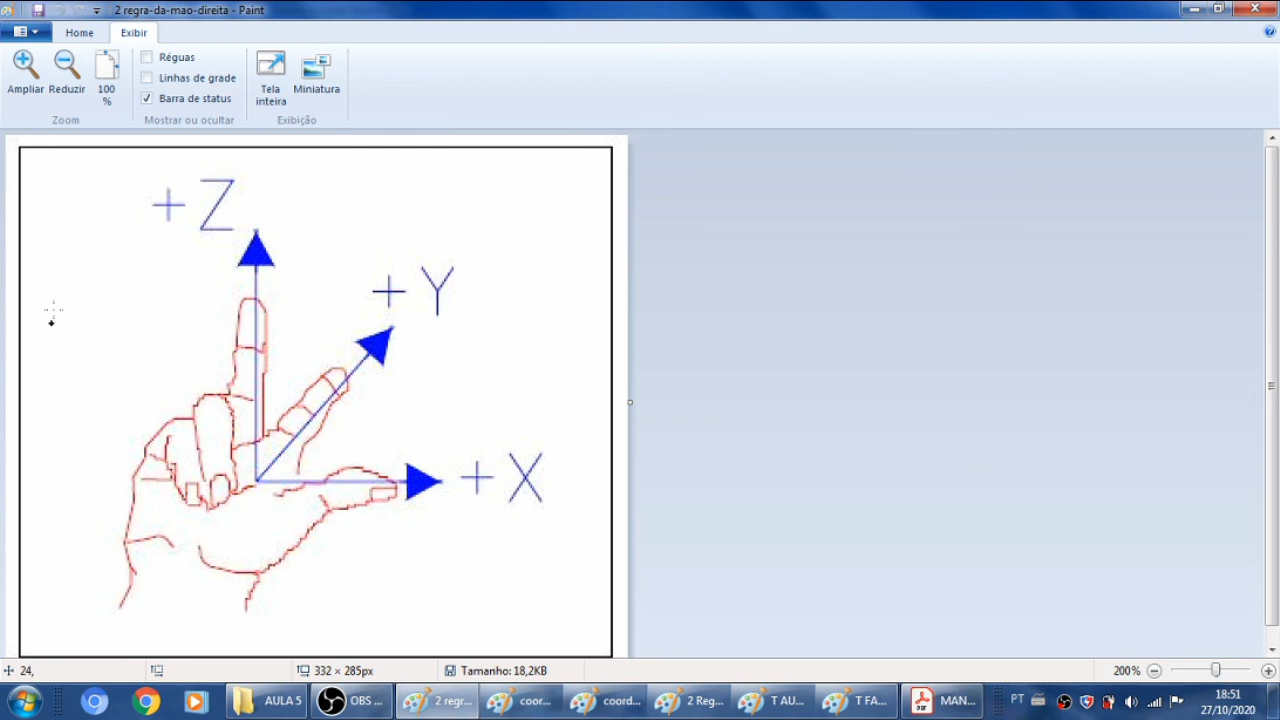 2 regra-da-mao-direita - Paint
Home
Exibir
Ampliar
Reduzir
100
%
Réguas
Linhas de grade
Barra de status
Tela
inteira
Miniatura
Zoom
Mostrar ou ocultar
Exibição
+ Z
+ Y
+ X
24,
332 × 285px
Tamanho: 18,2KB
200%
AULA 5
OBS ...
2 regr...
coor...
coord...
2 Reg...
T AU...
T FA...
MAN...
PT
18:51
27/10/2020